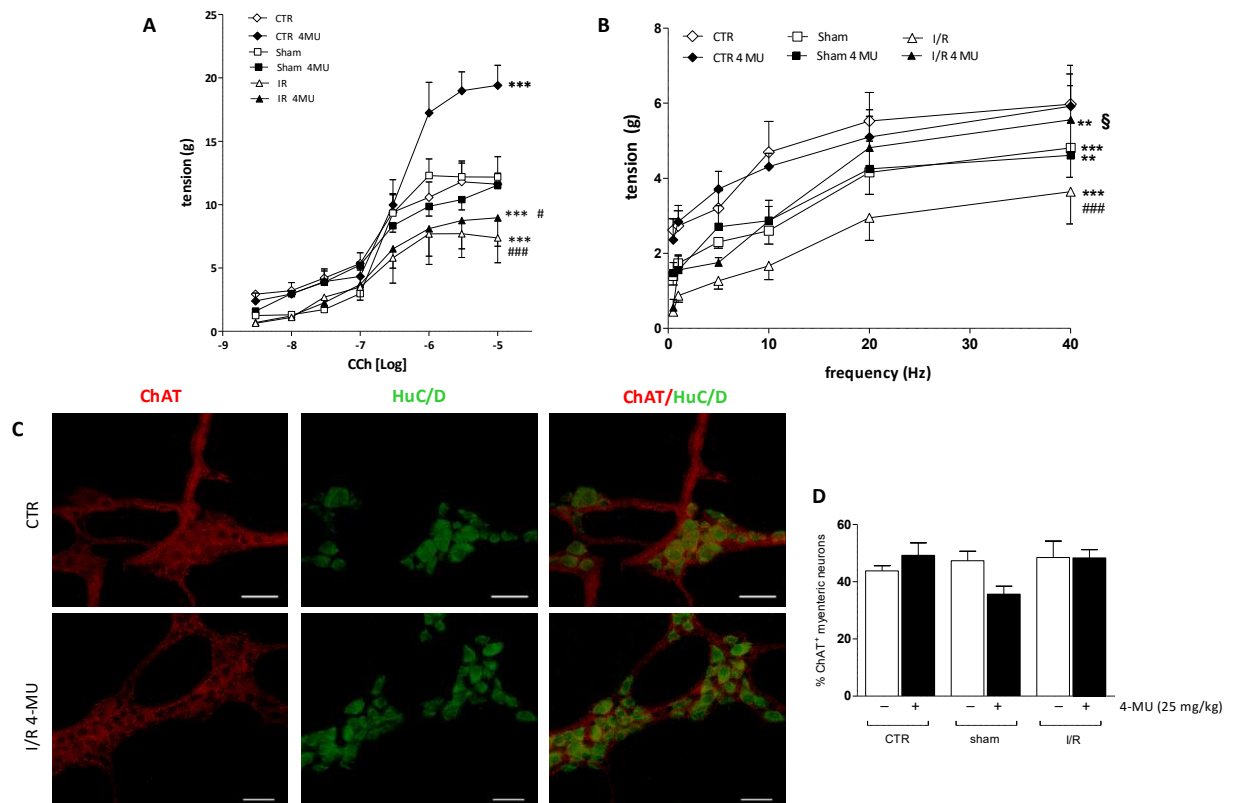 A
25
20
15
10
5
0
tension (g)
CTR
CTR 4MU
Sham
Sham 4MU
IR
IR 4MU
***
*** #
***
###
-9 -8 -7 -6 -5
CCh [Log]
B
8
6
4
2
0
tension (g)
CTR Sham I/R
CTR 4 MU Sham 4 MU I/R 4 MU
** §
***
**
***
###
0 10 20 30 40
frequency (Hz)
ChAT HuC/D ChAT/HuC/D
C
CTR
I/R 4-MU
D
60
40
20
0
% ChAT+ myenteric neurons
– + – + – + 4-MU (25 mg/kg)
CTR sham I/R